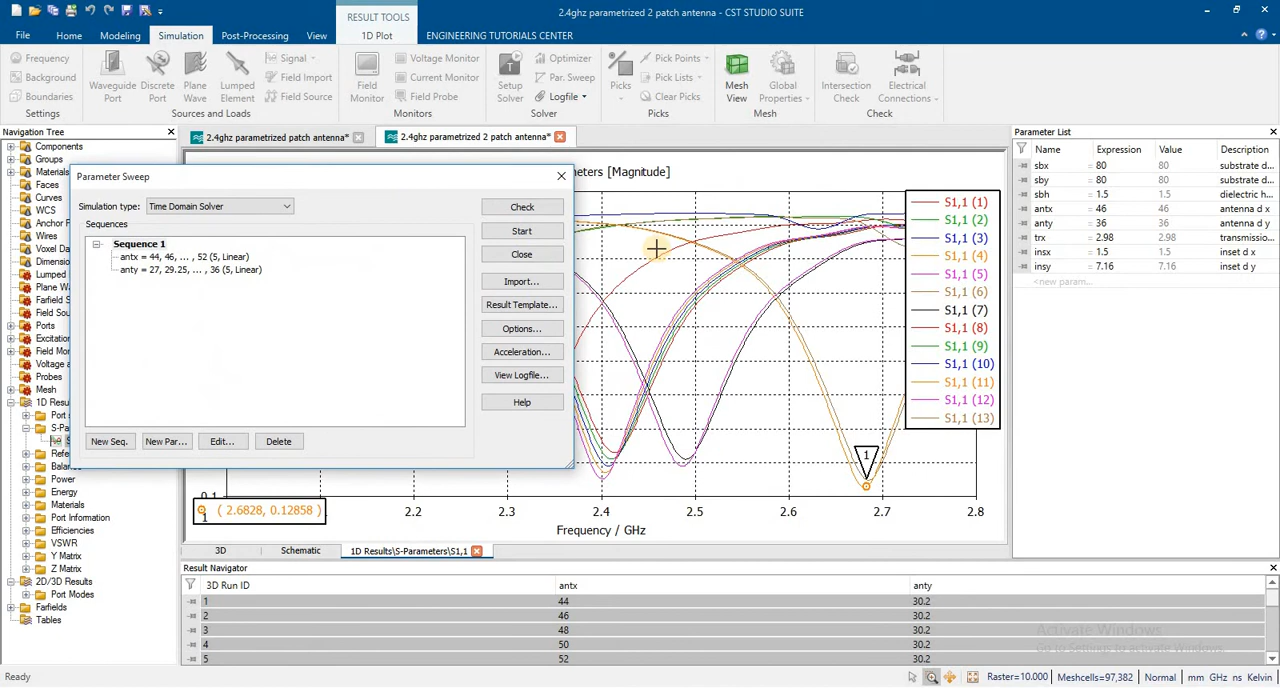 RESULT TOOLS
2.4ghz parametrized 2 patch antenna* - CST STUDIO SUITE
File Home Modeling Simulation Post-Processing View 1D Plot ENGINEERING TUTORIALS CENTER
Frequency
Background
Boundaries
Settings
Waveguide Port
Discrete Port
Plane Wave
Lumped Element
Signal
Field Import
Field Source
Sources and Loads
Field Monitor
Voltage Monitor
Current Monitor
Field Probe
Monitors
Setup Solver
Optimizer
Par. Sweep
Logfile
Solver
Picks
Pick Points
Pick Lists
Clear Picks
Picks
Mesh View
Global Properties
Mesh
Intersection Check
Electrical Connections
Check
Navigation Tree
2.4ghz parametrized patch antenna*
2.4ghz parametrized 2 patch antenna*
Components
Groups
Materials
Faces
Curves
WCS
Anchor P
Wires
Voxel Da
Dimensio
Lumped
Plane Wa
Farfield S
Field Sou
Ports
Excitation
Field Mon
Voltage a
Probes
Mesh
1D Resul
Port s
S-Pa
S
Refe
Balan
Power
Energy
Materials
Port Information
Efficiencies
VSWR
Y Matrix
Z Matrix
2D/3D Results
Port Modes
Farfields
Tables
Parameter Sweep
Simulation type: Time Domain Solver
Sequences
Sequence 1
antx = 44, 46, ... , 52 (5, Linear)
anty = 27, 29.25, ... , 36 (5, Linear)
Check
Start
Close
Import...
Result Template...
Options...
Acceleration...
View Logfile...
Help
New Seq. New Par... Edit... Delete
meters [Magnitude]
S1,1 (1)
S1,1 (2)
S1,1 (3)
S1,1 (4)
S1,1 (5)
S1,1 (6)
S1,1 (7)
S1,1 (8)
S1,1 (9)
S1,1 (10)
S1,1 (11)
S1,1 (12)
S1,1 (13)
1
0.1
( 2.6828, 0.12858 )
1
2.2 2.3 2.4 2.5 2.6 2.7 2.8
Frequency / GHz
3D Schematic 1D Results\S-Parameters\S1,1
Parameter List
Name Expression Value Description
sbx = 80 80 substrate d...
sby = 80 80 substrate d...
sbh = 1.5 1.5 dielectric h...
antx = 46 46 antenna d x
anty = 36 36 antenna d y
trx = 2.98 2.98 transmissio...
insx = 2 2 inset d x
insy = 7.16 7.16 inset d y
<new param...
Result Navigator
3D Run ID antx anty
1 44 30.2
2 46 30.2
3 48 30.2
4 50 30.2
5 52 30.2
Activate Windows
Go to Settings to activate Windows.
Ready
Raster=10.000 Meshcells=97,382 Normal mm GHz ns Kelvin